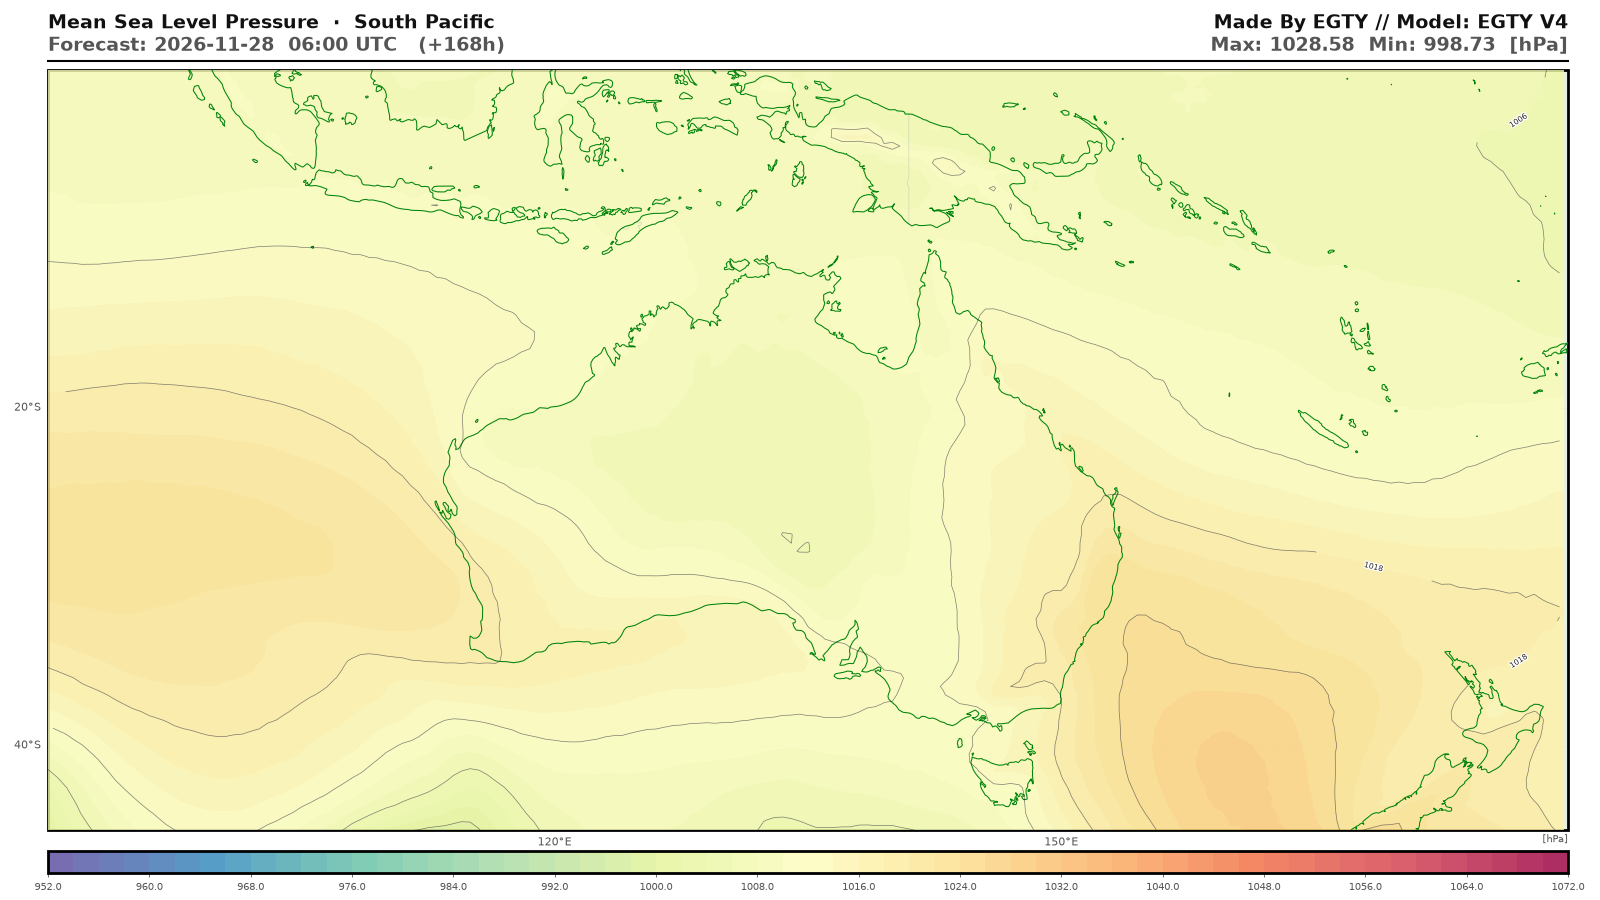 Mean Sea Level Pressure · South Pacific
Forecast: 2026-11-28 06:00 UTC (+168h)
Made By EGTY // Model: EGTY V4
Max: 1028.58 Min: 998.73 [hPa]
1006
20°S
1018
1018
40°S
120°E
150°E
[hPa]
952.0 960.0 968.0 976.0 984.0 992.0 1000.0 1008.0 1016.0 1024.0 1032.0 1040.0 1048.0 1056.0 1064.0 1072.0